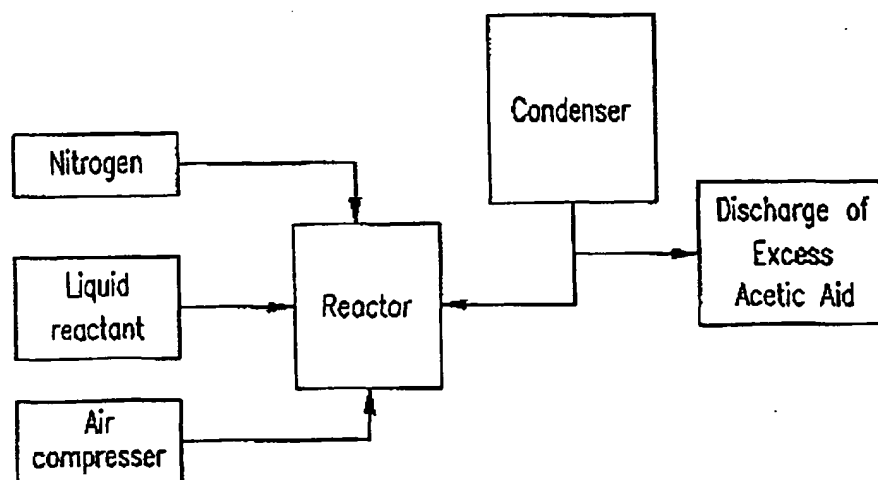 Condenser
Nitrogen
Discharge of
Excess
Acetic Aid
Liquid
reactant
Reactor
Air
compresser